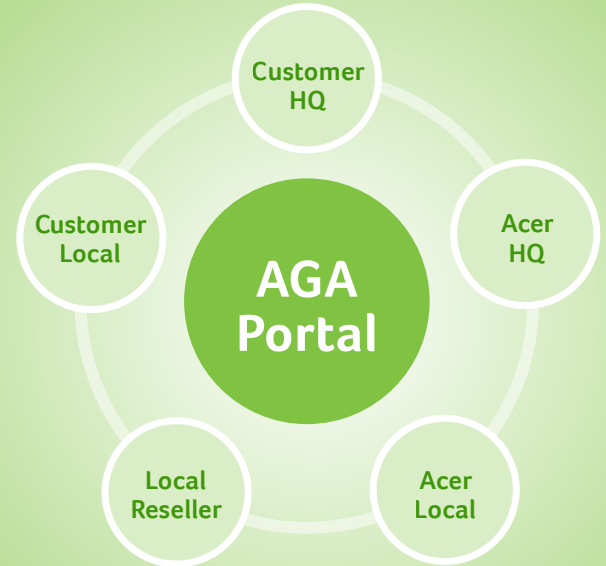 Customer
HQ
Customer
Local
Acer
HQ
AGA
Portal
Local
Reseller
Acer
Local